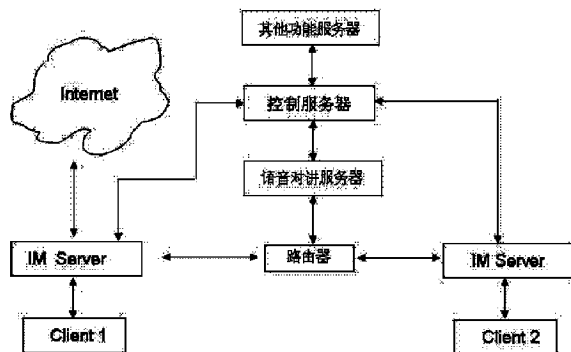 其他功能服务器
Internet
控制服务器
语音对讲服务器
IM Server
路由器
IM Server
Client 1
Client 2